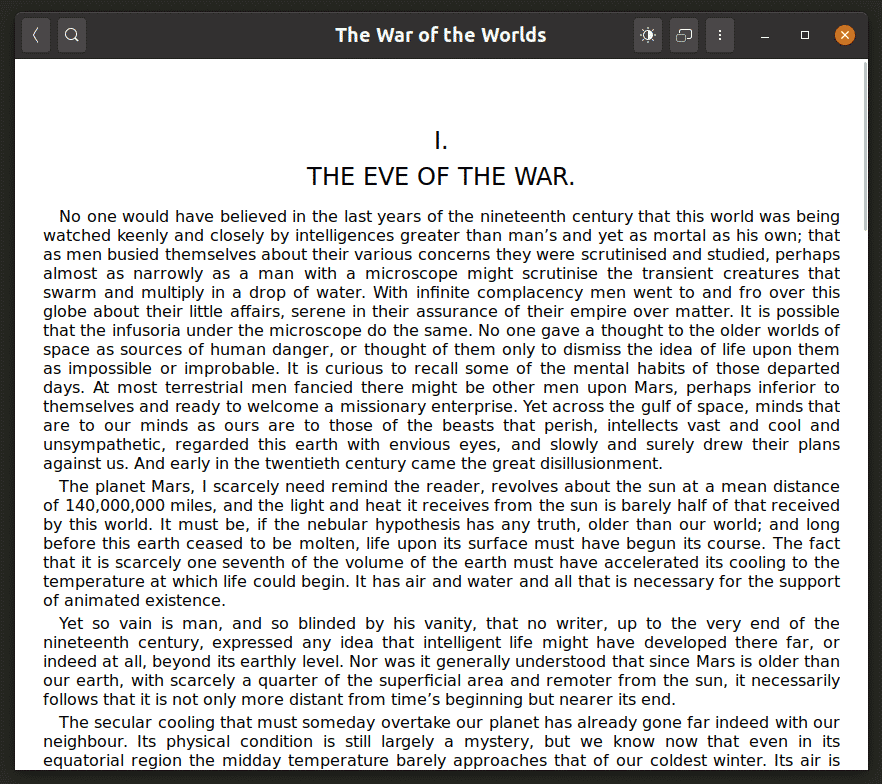 The War of the Worlds
I.
THE EVE OF THE WAR.
No one would have believed in the last years of the nineteenth century that this world was being
watched keenly and closely by intelligences greater than man’s and yet as mortal as his own; that
as men busied themselves about their various concerns they were scrutinised and studied, perhaps
almost as narrowly as a man with a microscope might scrutinise the transient creatures that
swarm and multiply in a drop of water. With infinite complacency men went to and fro over this
globe about their little affairs, serene in their assurance of their empire over matter. It is possible
that the infusoria under the microscope do the same. No one gave a thought to the older worlds of
space as sources of human danger, or thought of them only to dismiss the idea of life upon them
as impossible or improbable. It is curious to recall some of the mental habits of those departed
days. At most terrestrial men fancied there might be other men upon Mars, perhaps inferior to
themselves and ready to welcome a missionary enterprise. Yet across the gulf of space, minds that
are to our minds as ours are to those of the beasts that perish, intellects vast and cool and
unsympathetic, regarded this earth with envious eyes, and slowly and surely drew their plans
against us. And early in the twentieth century came the great disillusionment.
The planet Mars, I scarcely need remind the reader, revolves about the sun at a mean distance
of 140,000,000 miles, and the light and heat it receives from the sun is barely half of that received
by this world. It must be, if the nebular hypothesis has any truth, older than our world; and long
before this earth ceased to be molten, life upon its surface must have begun its course. The fact
that it is scarcely one seventh of the volume of the earth must have accelerated its cooling to the
temperature at which life could begin. It has air and water and all that is necessary for the support
of animated existence.
Yet so vain is man, and so blinded by his vanity, that no writer, up to the very end of the
nineteenth century, expressed any idea that intelligent life might have developed there far, or
indeed at all, beyond its earthly level. Nor was it generally understood that since Mars is older than
our earth, with scarcely a quarter of the superficial area and remoter from the sun, it necessarily
follows that it is not only more distant from time’s beginning but nearer its end.
The secular cooling that must someday overtake our planet has already gone far indeed with our
neighbour. Its physical condition is still largely a mystery, but we know now that even in its
equatorial region the midday temperature barely approaches that of our coldest winter. Its air is